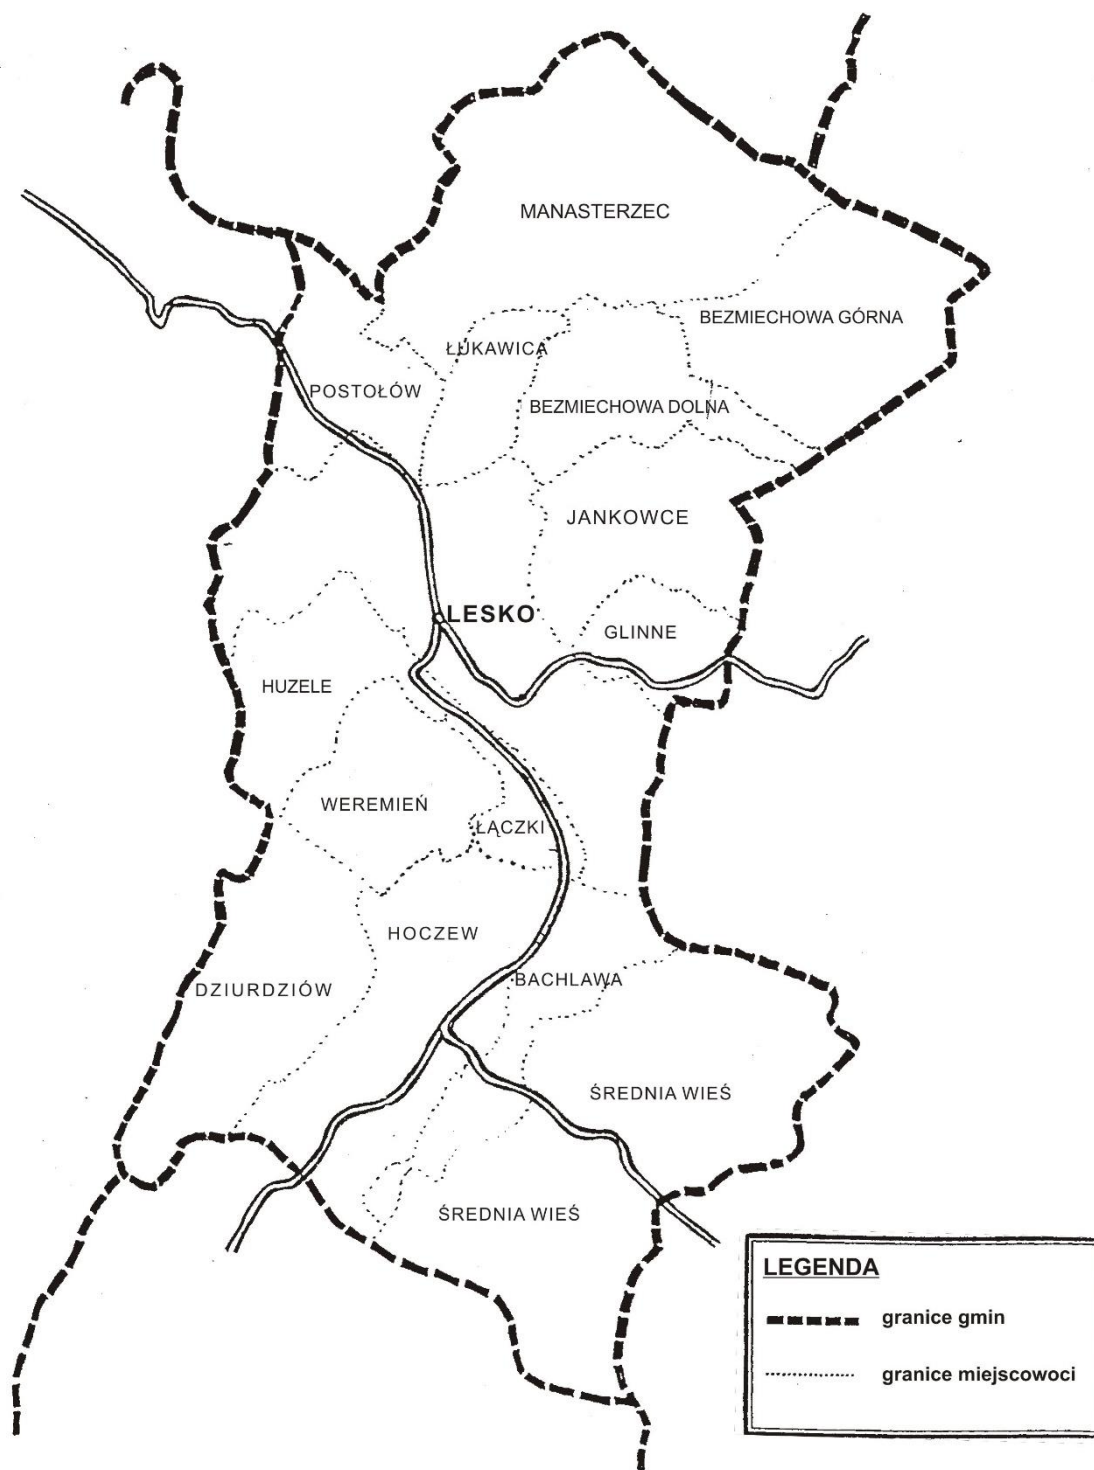 MANASTERZEC
BEZMIECHOWA GÓRNA
ŁUKAWICA
POSTOŁÓW
BEZMIECHOWA DOLNA
JANKOWCE
LESKO
GLINNE
HUZELE
WEREMIEŃ
ŁĄCZKI
HOCZEW
BACHLAWA
DZIURDZIÓW
ŚREDNIA WIEŚ
ŚREDNIA WIEŚ
LEGENDA
granice gmin
granice miejscowoci